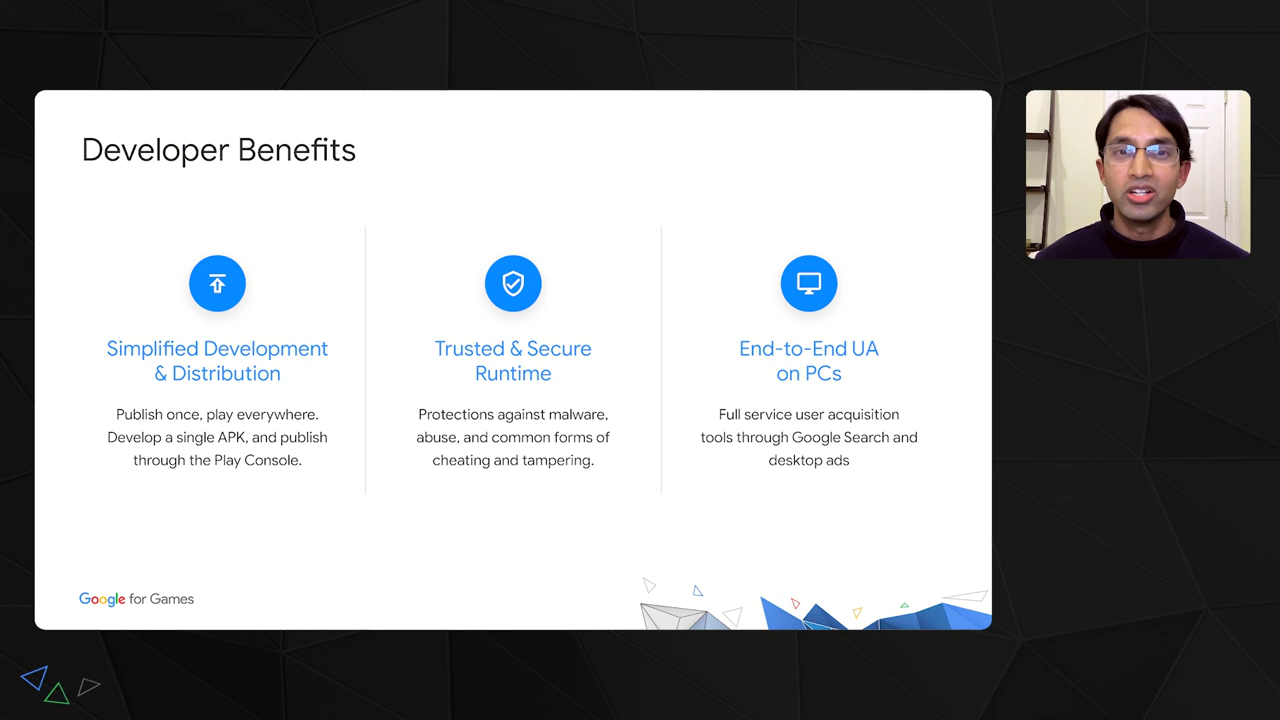 Developer Benefits
Simplified Development
& Distribution
Publish once, play everywhere.
Develop a single APK, and publish
through the Play Console.
Trusted & Secure
Runtime
Protections against malware,
abuse, and common forms of
cheating and tampering.
End-to-End UA
on PCs
Full service user acquisition
tools through Google Search and
desktop ads
Google for Games